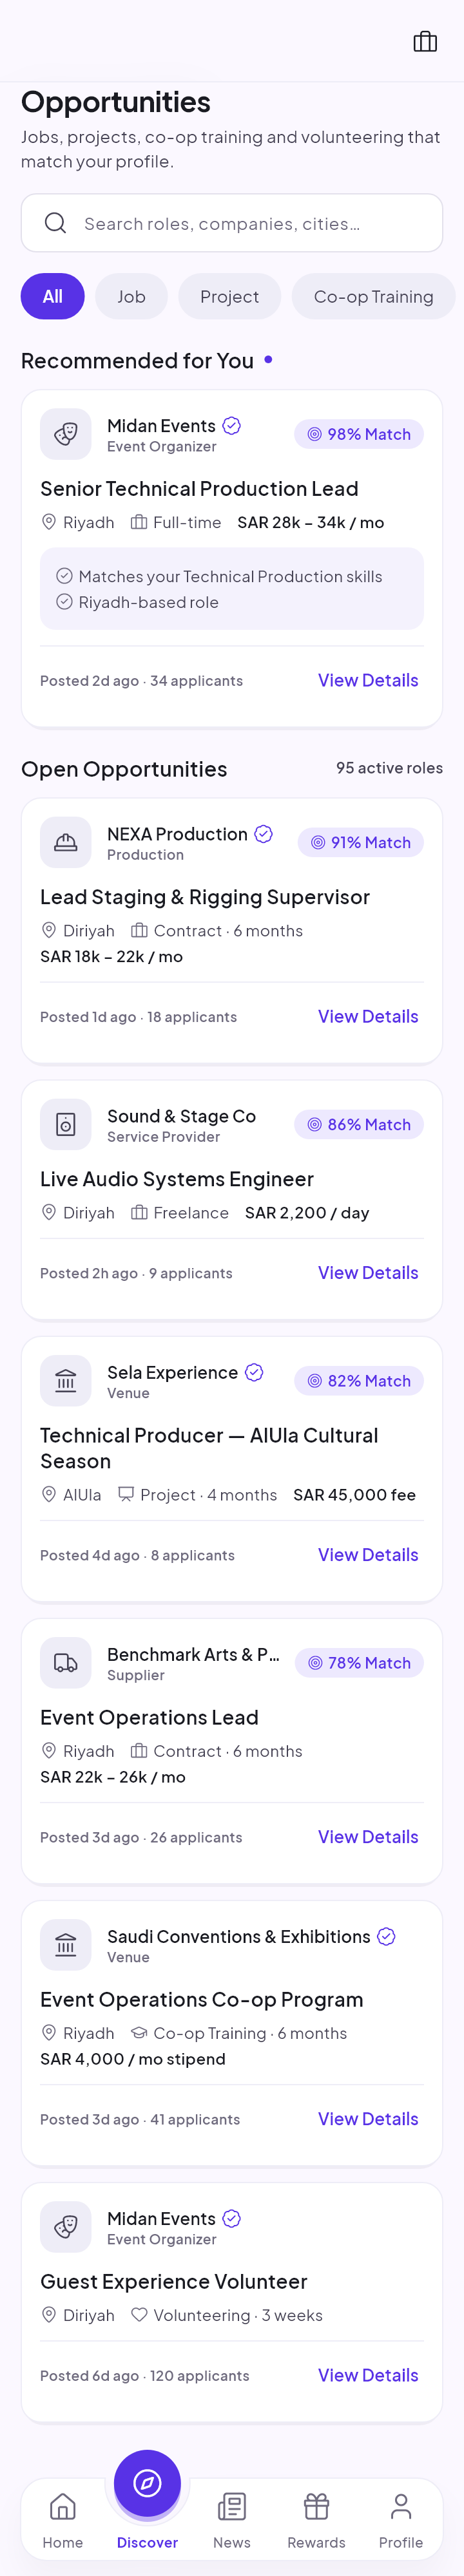 Opportunities
Jobs, projects, co-op training and volunteering that
match your profile.
Search roles, companies, cities…
All
Job
Project
Co-op Training
Recommended for You
Midan Events
Event Organizer
98% Match
Senior Technical Production Lead
Riyadh Full-time SAR 28k – 34k / mo
Matches your Technical Production skills
Riyadh-based role
Posted 2d ago · 34 applicants
View Details
Open Opportunities
95 active roles
NEXA Production
Production
91% Match
Lead Staging & Rigging Supervisor
Diriyah Contract · 6 months
SAR 18k – 22k / mo
Posted 1d ago · 18 applicants
View Details
Sound & Stage Co
Service Provider
86% Match
Live Audio Systems Engineer
Diriyah Freelance SAR 2,200 / day
Posted 2h ago · 9 applicants
View Details
Sela Experience
Venue
82% Match
Technical Producer — AlUla Cultural
Season
AlUla Project · 4 months SAR 45,000 fee
Posted 4d ago · 8 applicants
View Details
Benchmark Arts & P…
Supplier
78% Match
Event Operations Lead
Riyadh Contract · 6 months
SAR 22k – 26k / mo
Posted 3d ago · 26 applicants
View Details
Saudi Conventions & Exhibitions
Venue
Event Operations Co-op Program
Riyadh Co-op Training · 6 months
SAR 4,000 / mo stipend
Posted 3d ago · 41 applicants
View Details
Midan Events
Event Organizer
Guest Experience Volunteer
Diriyah Volunteering · 3 weeks
Posted 6d ago · 120 applicants
View Details
Home
Discover
News
Rewards
Profile